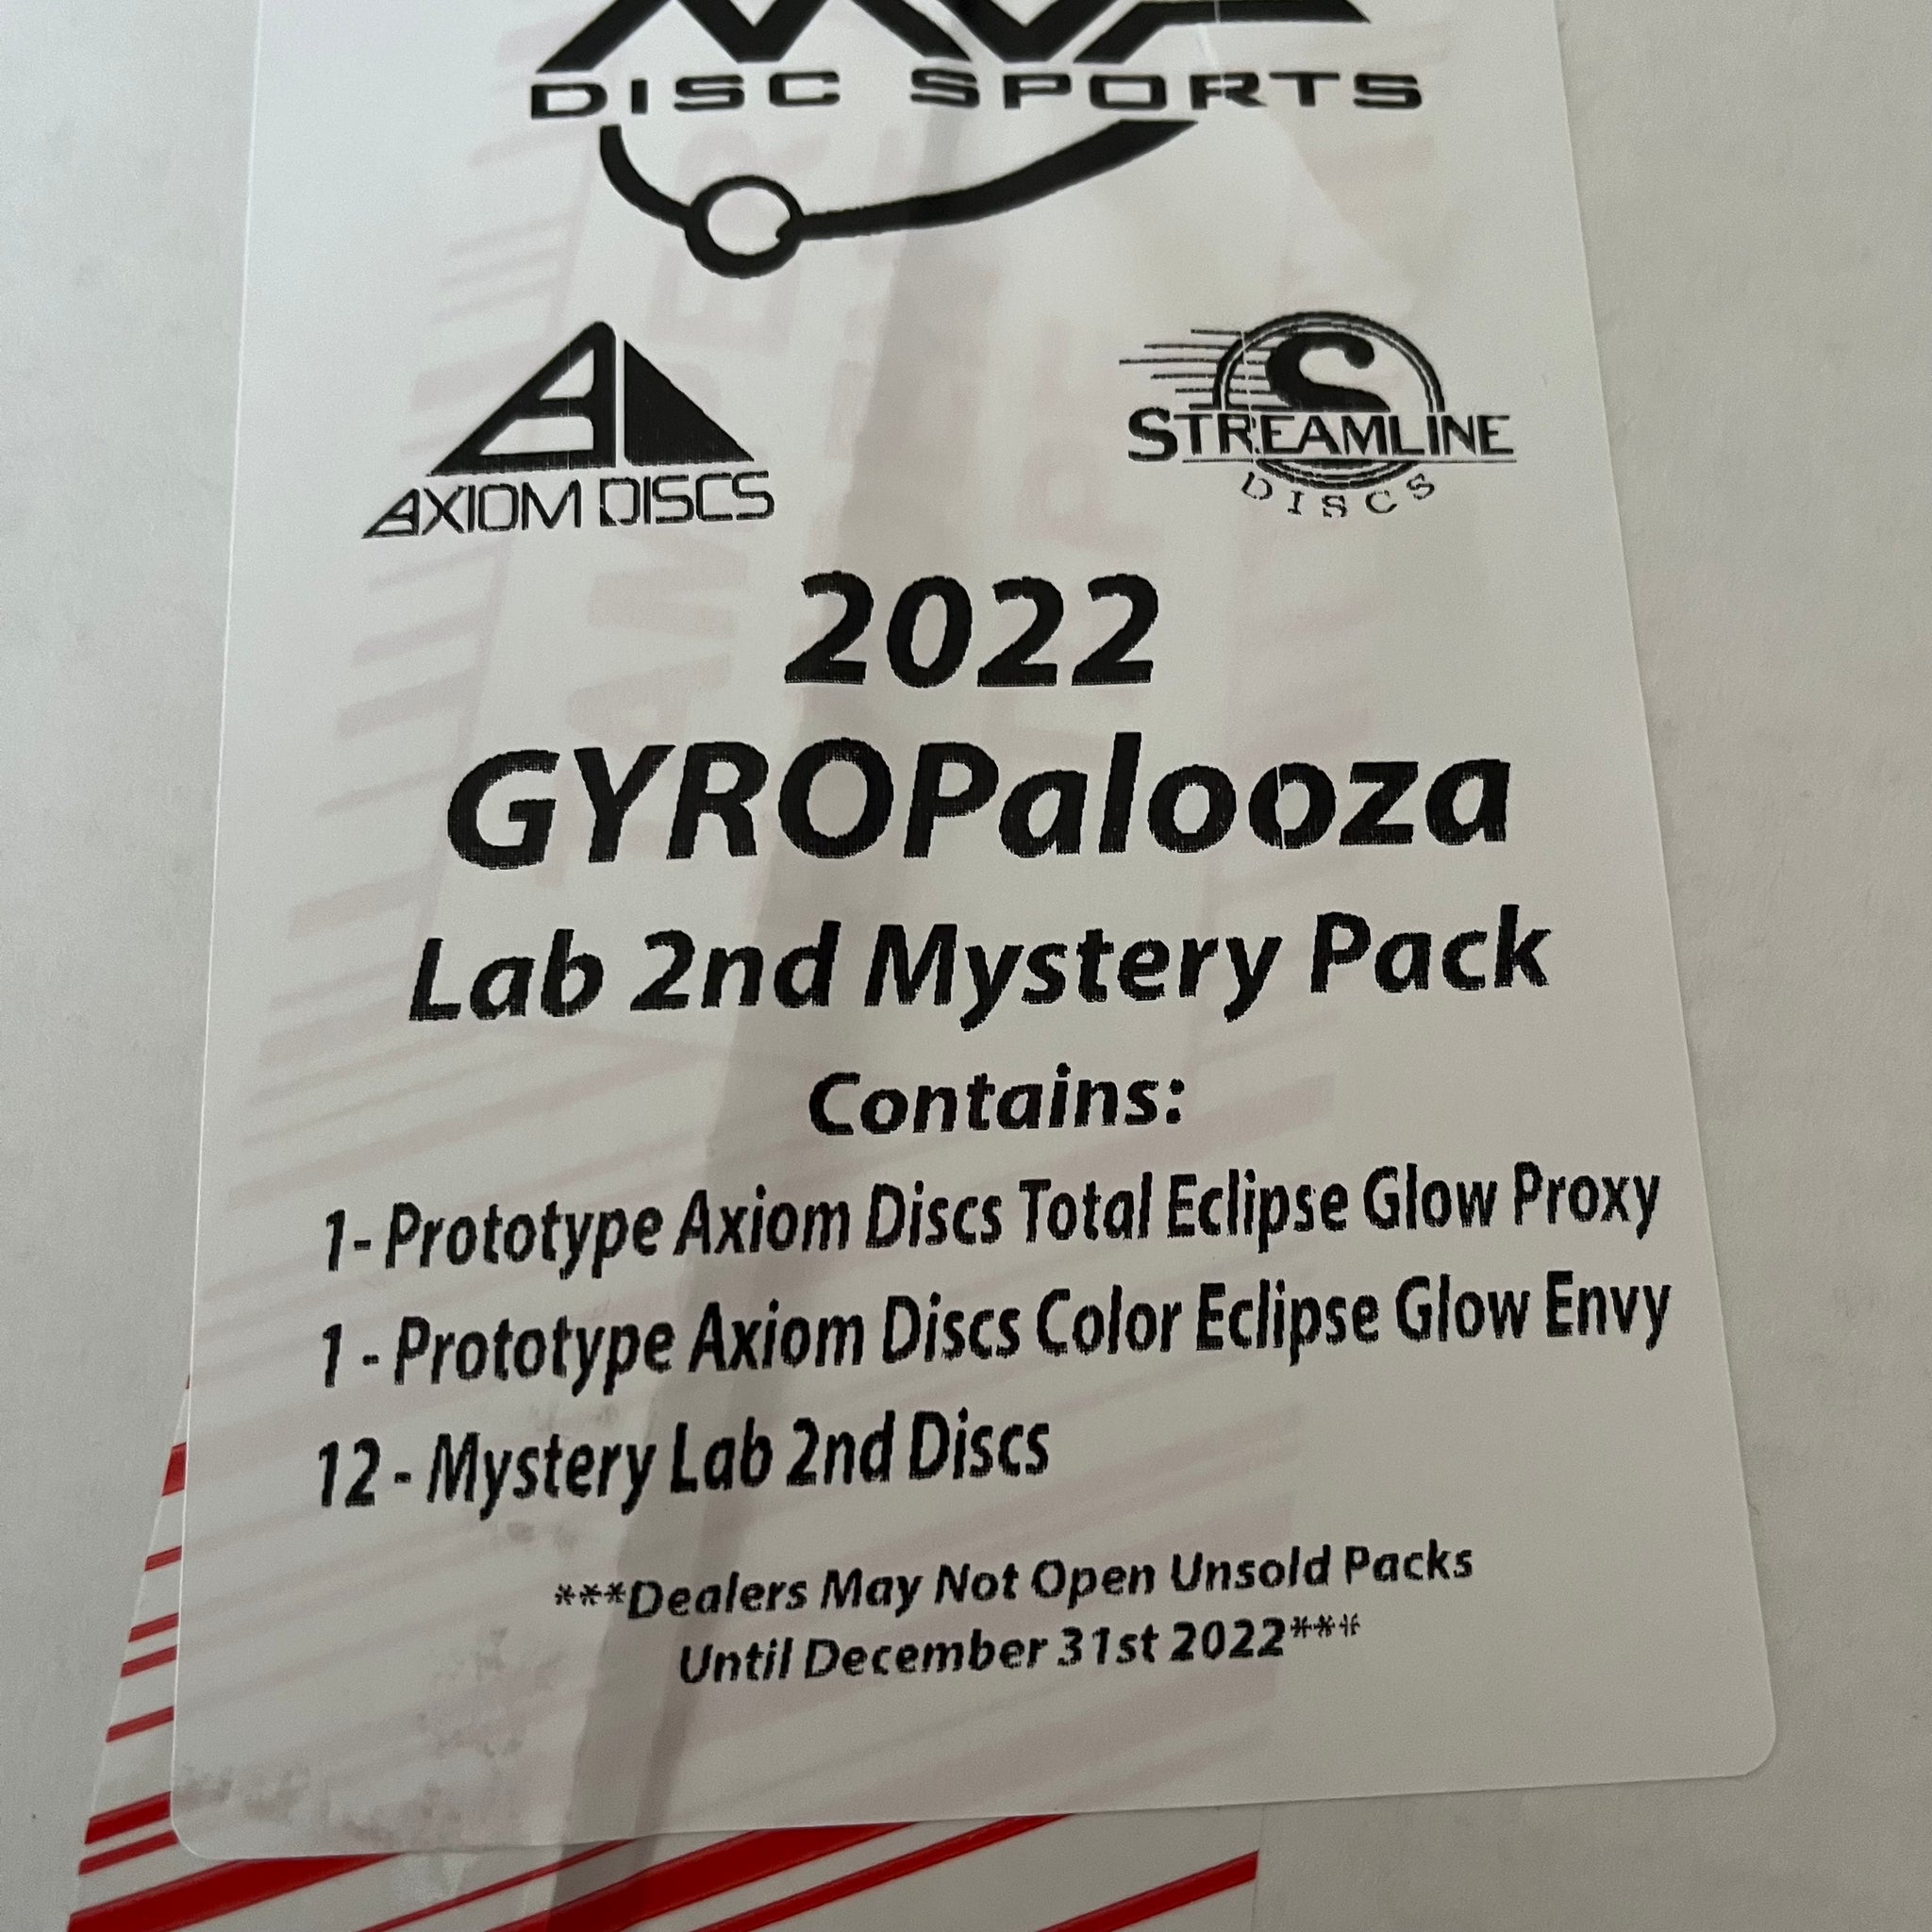 MVP
DISC SPORTS
AXIOM DISCS
STREAMLINE
DISCS
2022
GYROPalooza
Lab 2nd Mystery Pack
Contains:
1- Prototype Axiom Discs Total Eclipse Glow Proxy
1 - Prototype Axiom Discs Color Eclipse Glow Envy
12 - Mystery Lab 2nd Discs
***Dealers May Not Open Unsold Packs
Until December 31st 2022***